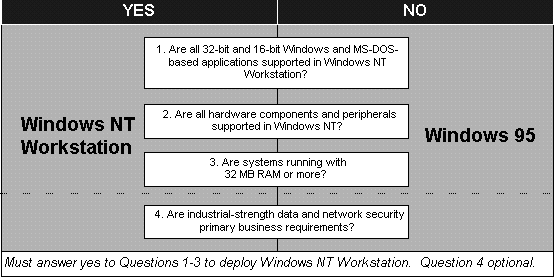 YES
NO
1. Are all 32-bit and 16-bit Windows and MS-DOS-
based applications supported in Windows NT
Workstation?
2. Are all hardware components and peripherals
supported in Windows NT?
Windows NT
Workstation
Windows 95
3. Are systems running with
32 MB RAM or more?
4. Are industrial-strength data and network security
primary business requirements?
Must answer yes to Questions 1-3 to deploy Windows NT Workstation. Question 4 optional.